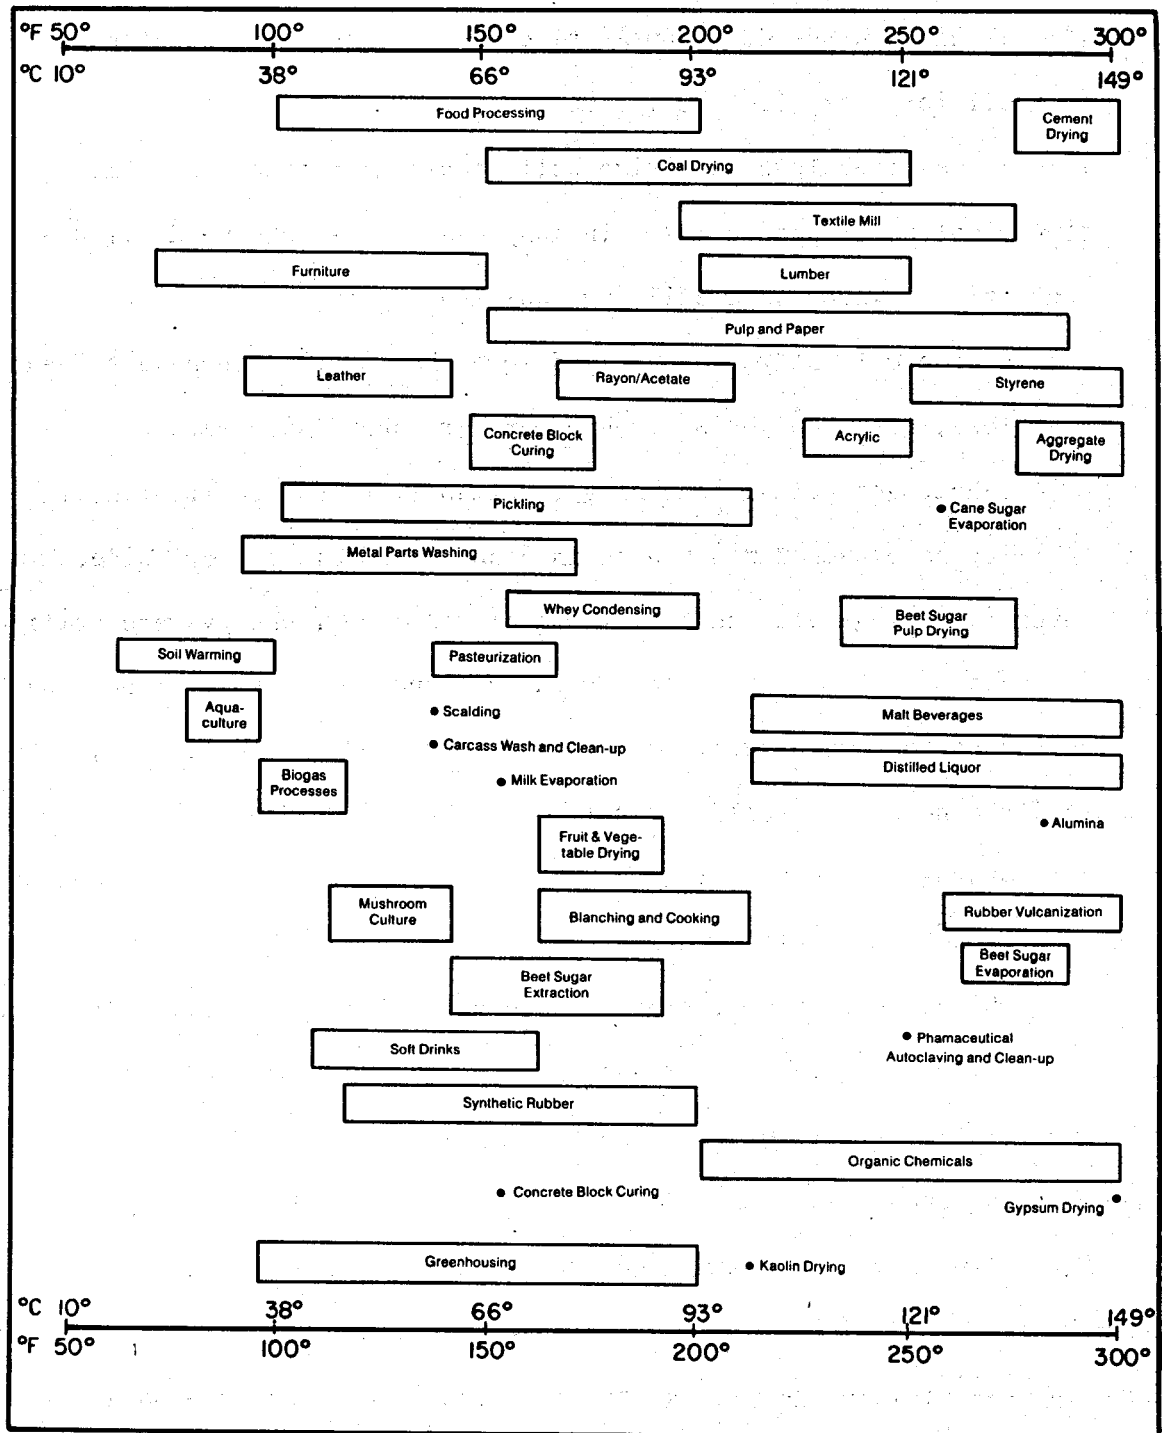 °F 50° 100° 150° 200° 250° 300°
°C 10° 38° 66° 93° 121° 149°
Food Processing
Cement
Drying
Coal Drying
Textile Mill
Furniture
Lumber
Pulp and Paper
Leather
Rayon/Acetate
Styrene
Concrete Block
Curing
Acrylic
Aggregate
Drying
Pickling
• Cane Sugar
Evaporation
Metal Parts Washing
Whey Condensing
Beet Sugar
Pulp Drying
Soil Warming
Pasteurization
Aqua-
culture
• Scalding
Malt Beverages
• Carcass Wash and Clean-up
Distilled Liquor
Biogas
Processes
• Milk Evaporation
• Alumina
Fruit & Vege-
table Drying
Mushroom
Culture
Blanching and Cooking
Rubber Vulcanization
Beet Sugar
Evaporation
Beet Sugar
Extraction
Soft Drinks
• Phamaceutical
Autoclaving and Clean-up
Synthetic Rubber
Organic Chemicals
• Concrete Block Curing
Gypsum Drying •
Greenhousing
• Kaolin Drying
°C 10° 38° 66° 93° 121° 149°
°F 50° 100° 150° 200° 250° 300°